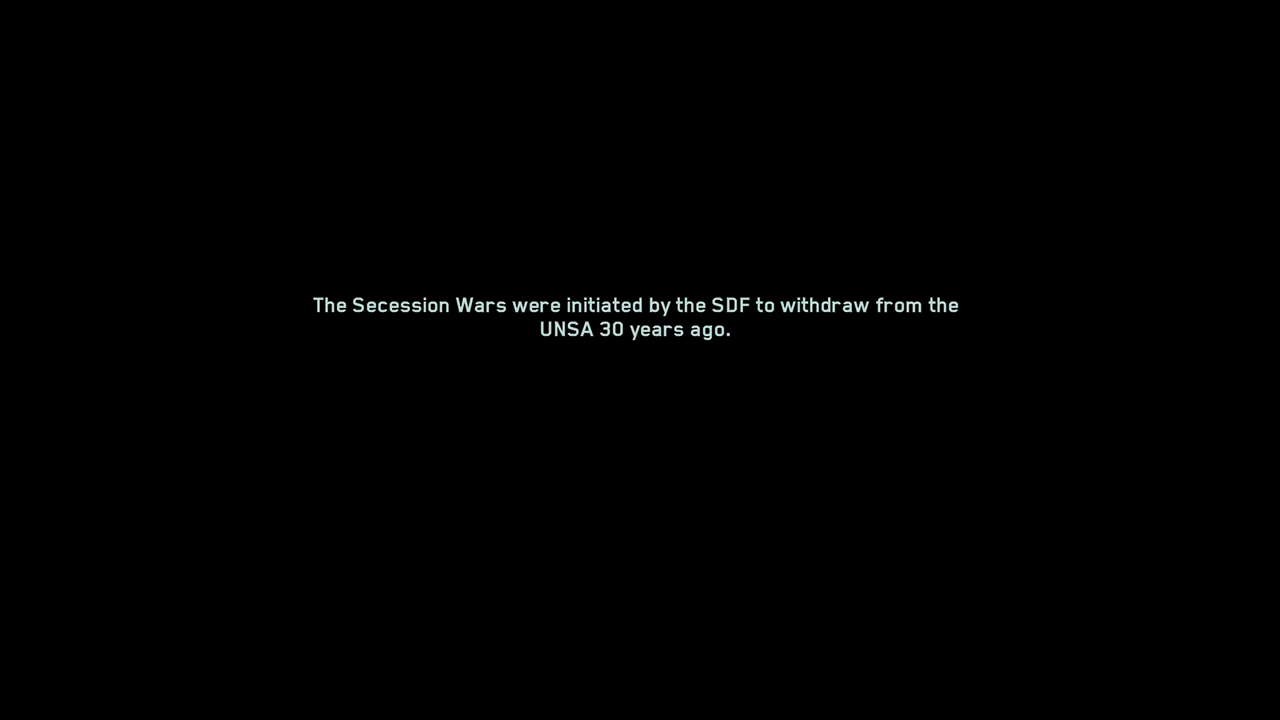 The Secession Wars were initiated by the SDF to withdraw from the
UNSA 30 years ago.